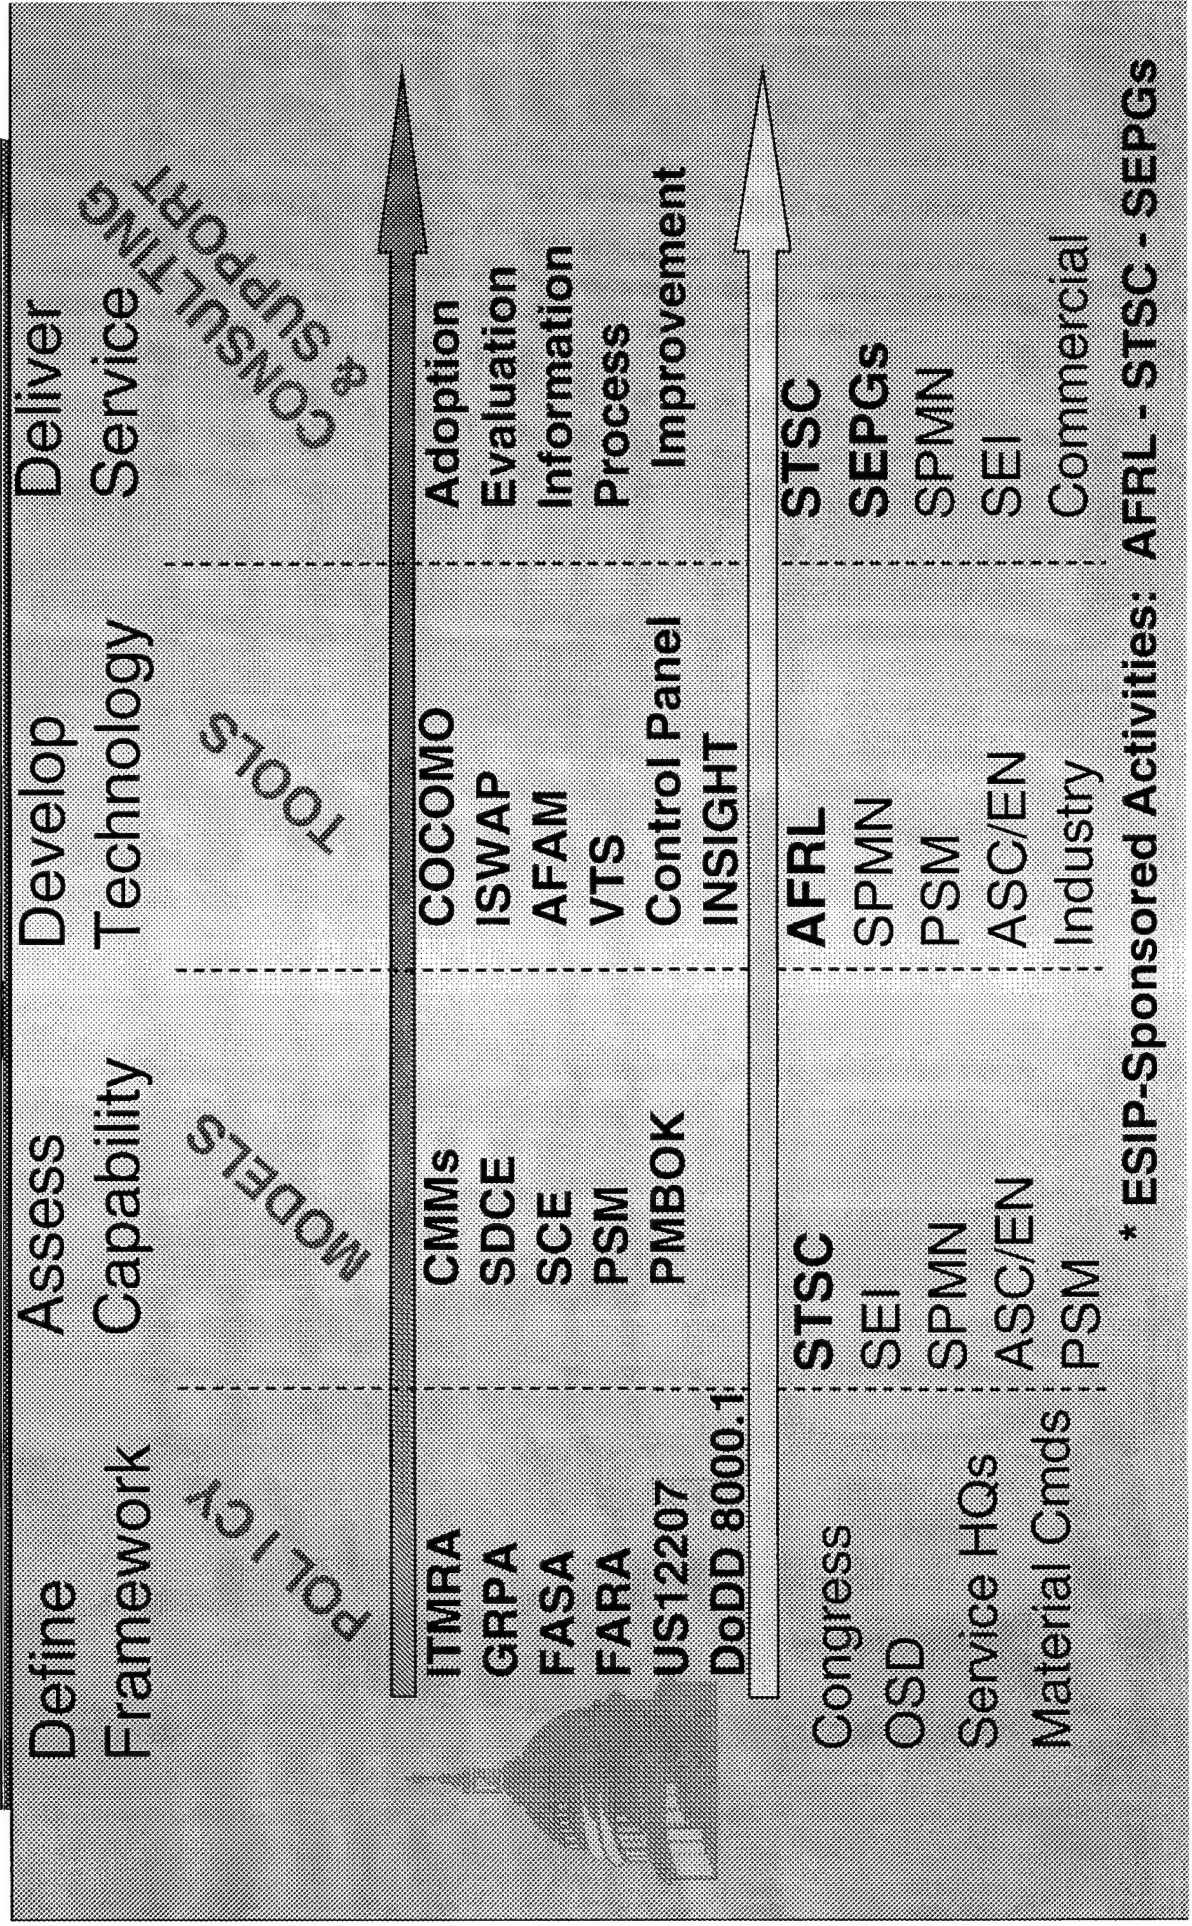 Define
Framework
POLICY
ITMRA
GRPA
FASA
FARA
US12207
DoDD 8000.1
Congress
OSD
Service HQs
Material Cmds
Assess
Capability
MODELS
CMMs
SDCE
SCE
PSM
PMBOK
STSC
SEI
SPMN
ASC/EN
PSM
Develop
Technology
TOOLS
COCOMO
ISWAP
AFAM
VTS
Control Panel
INSIGHT
AFRL
SPMN
PSM
ASC/EN
Industry
Deliver
Service
CONSULTING
& SUPPORT
Adoption
Evaluation
Information
Process
Improvement
STSC
SEPGs
SPMN
SEI
Commercial
* ESIP-Sponsored Activities: AFRL - STSC - SEPGs